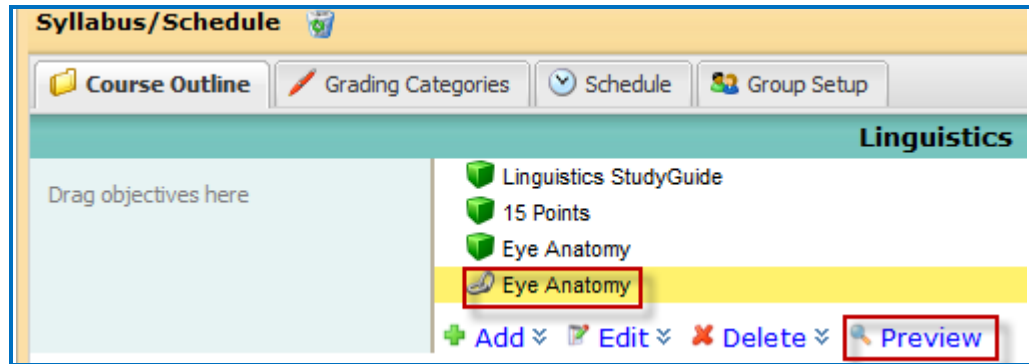 Syllabus/Schedule
Course Outline Grading Categories Schedule Group Setup
Linguistics
Drag objectives here
Linguistics StudyGuide
15 Points
Eye Anatomy
Eye Anatomy
Add Edit Delete Preview